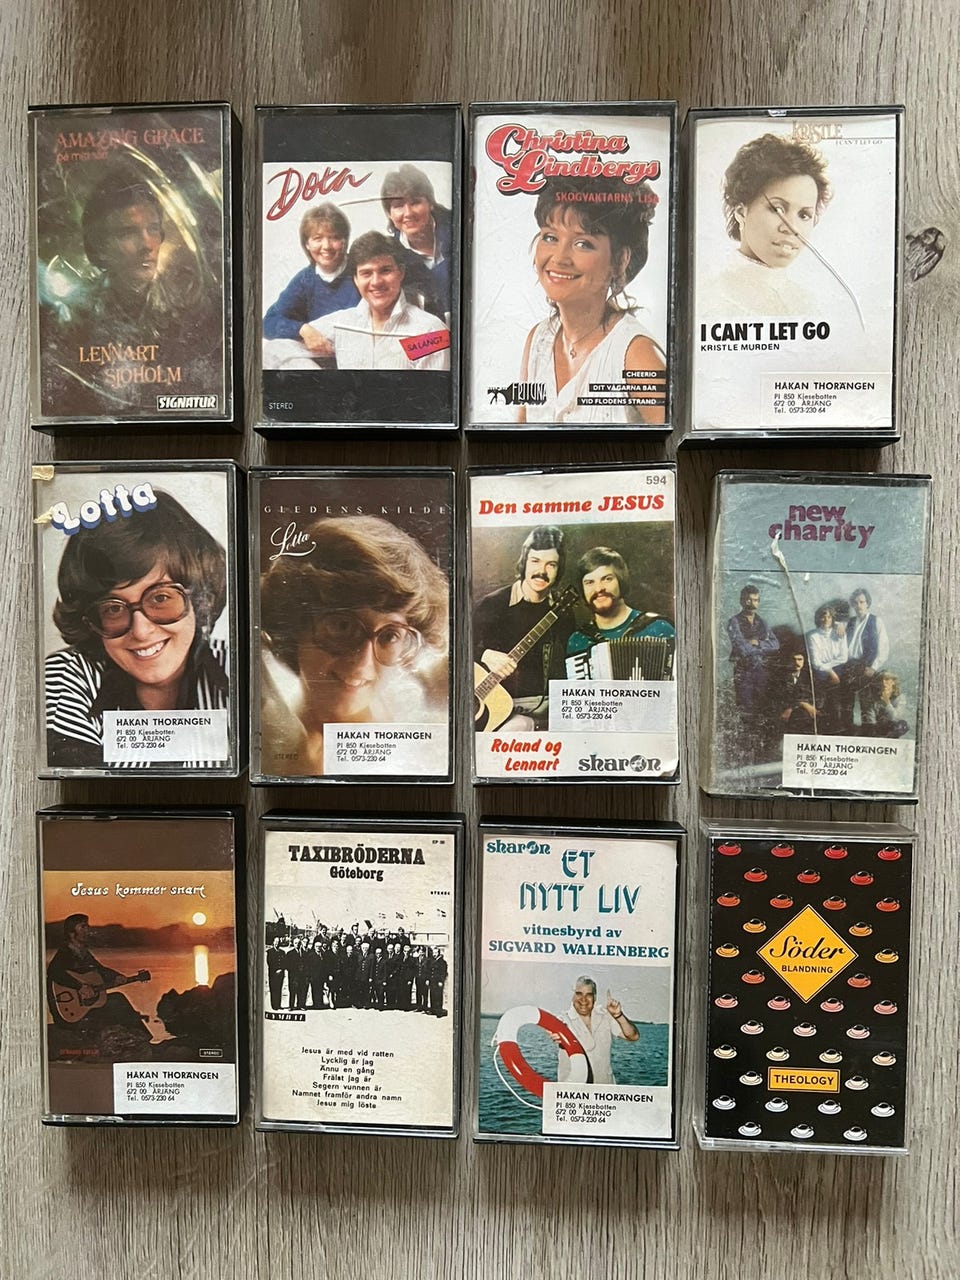 AMAZING GRACE
på mitt sätt
LENNART
SJÖHOLM
SIGNATUR
Dota
SÅ LÅNGT...
STEREO
Christina
Lindbergs
SKOGVAKTARNS LISA
CHEERIO
DIT VÅGARNA BÄR
VID FLODENS STRAND
FRITUNA
KRISTLE
I CAN'T LET GO
I CAN'T LET GO
KRISTLE MURDEN
HÅKAN THORÄNGEN
Pl 850 Kjesebotten
672 00 ÅRJÄNG
Tel. 0573-230 64
Lotta
HÅKAN THORÄNGEN
Pl 850 Kjesebotten
672 00 ÅRJÄNG
Tel. 0573-230 64
GLEDENS KILDE
Lotta
STEREO
HÅKAN THORÄNGEN
Pl 850 Kjesebotten
672 00 ÅRJÄNG
Tel. 0573-230 64
594
Den samme JESUS
HÅKAN THORÄNGEN
Pl 850 Kjesebotten
672 00 ÅRJÄNG
Tel. 0573-230 64
Roland og
Lennart
sharon
new
charity
HÅKAN THORÄNGEN
Pl 850 Kjesebotten
672 00 ÅRJÄNG
Tel. 0573-230 64
Jesus kommer snart
STEREO
HÅKAN THORÄNGEN
Pl 850 Kjesebotten
672 00 ÅRJÄNG
Tel. 0573-230 64
TAXIBRÖDERNA
Göteborg
STEREO
CYMBAL
Jesus är med vid ratten
Lycklig är jag
Ännu en gång
Frälst jag är
Segern vunnen är
Namnet framför andra namn
Jesus mig löste
sharon
ET
NYTT LIV
vitnesbyrd av
SIGVARD WALLENBERG
HÅKAN THORÄNGEN
Pl 850 Kjesebotten
672 00 ÅRJÄNG
Tel. 0573-230 64
Söder
BLANDNING
THEOLOGY